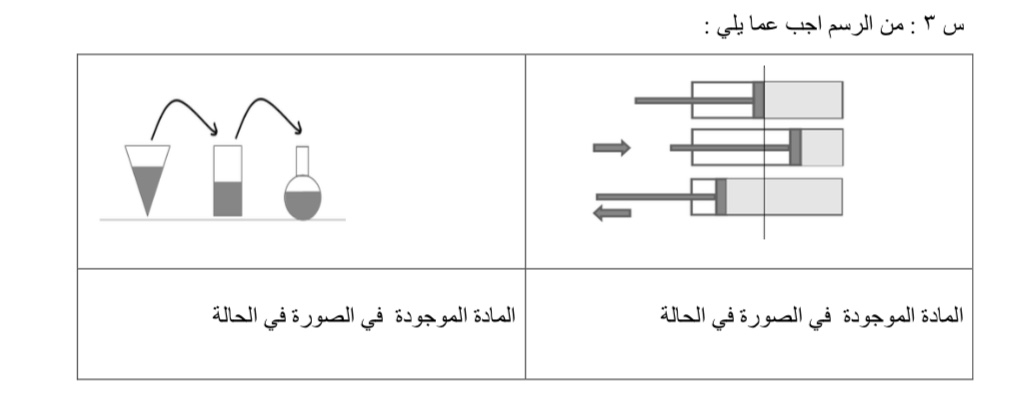 س ٣ : من الرسم اجب عما يلي :
المادة الموجودة في الصورة في الحالة
المادة الموجودة في الصورة في الحالة